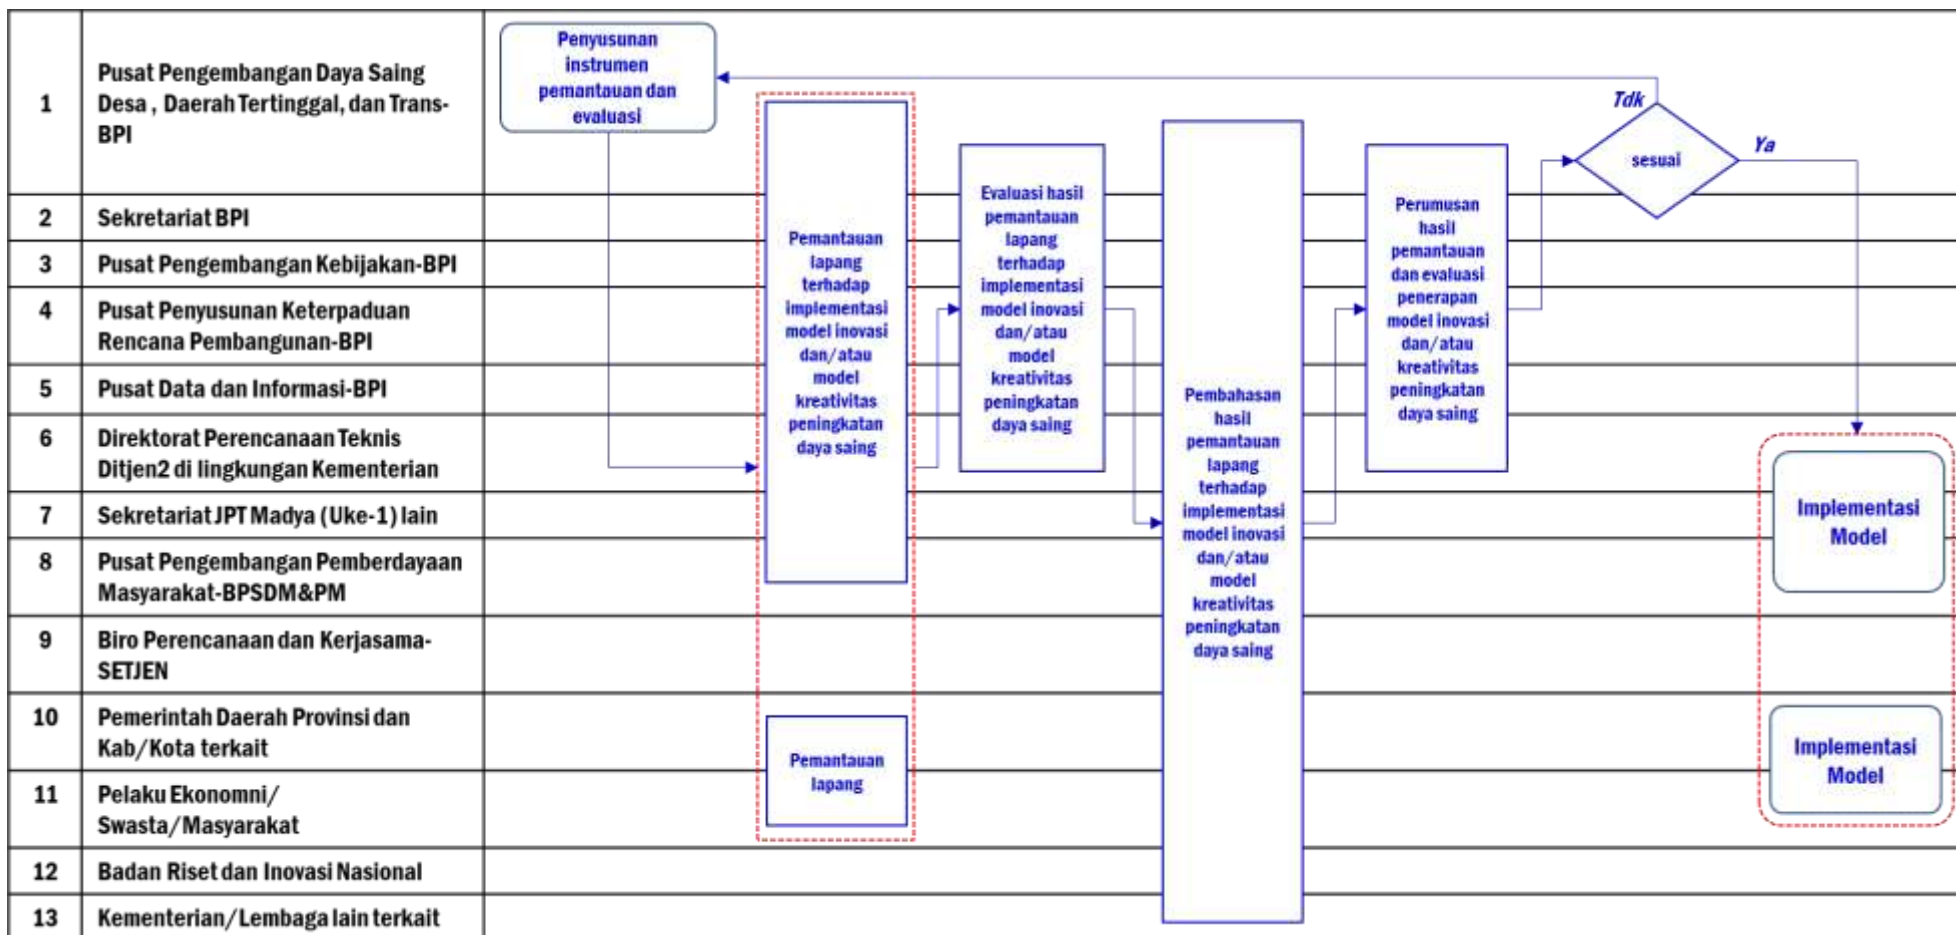 1
Pusat Pengembangan Daya Saing
Desa , Daerah Tertinggal, dan Trans-
BPI
2
Sekretariat BPI
3
Pusat Pengembangan Kebijakan-BPI
4
Pusat Penyusunan Keterpaduan
Rencana Pembangunan-BPI
5
Pusat Data dan Informasi-BPI
6
Direktorat Perencanaan Teknis
Ditjen2 di lingkungan Kementerian
7
Sekretariat JPT Madya (Uke-1) lain
8
Pusat Pengembangan Pemberdayaan
Masyarakat-BPSDM&PM
9
Biro Perencanaan dan Kerjasama-
SETJEN
10
Pemerintah Daerah Provinsi dan
Kab/Kota terkait
11
Pelaku Ekonomni/
Swasta/Masyarakat
12
Badan Riset dan Inovasi Nasional
13
Kementerian/Lembaga lain terkait
Penyusunan
instrumen
pemantauan dan
evaluasi
Pemantauan
lapang
terhadap
implementasi
model inovasi
dan/atau
model
kreativitas
peningkatan
daya saing
Pemantauan
lapang
Evaluasi hasil
pemantauan
lapang
terhadap
implementasi
model inovasi
dan/atau
model
kreativitas
peningkatan
daya saing
Pembahasan
hasil
pemantauan
lapang
terhadap
implementasi
model inovasi
dan/atau
model
kreativitas
peningkatan
daya saing
Perumusan
hasil
pemantauan
dan evaluasi
penerapan
model inovasi
dan/atau
kreativitas
peningkatan
daya saing
Tdk
sesuai
Ya
Implementasi
Model
Implementasi
Model